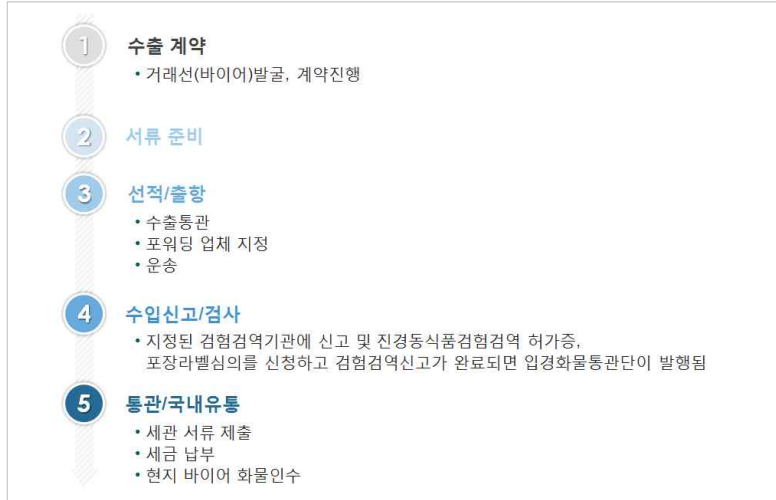 1 수출 계약
• 거래선(바이어)발굴, 계약진행
2 서류 준비
3 선적/출항
• 수출통관
• 포워딩 업체 지정
• 운송
4 수입신고/검사
• 지정된 검험검역기관에 신고 및 진경동식품검험검역 허가증,
포장라벨심의를 신청하고 검험검역신고가 완료되면 입경화물통관단이 발행됨
5 통관/국내유통
• 세관 서류 제출
• 세금 납부
• 현지 바이어 화물인수